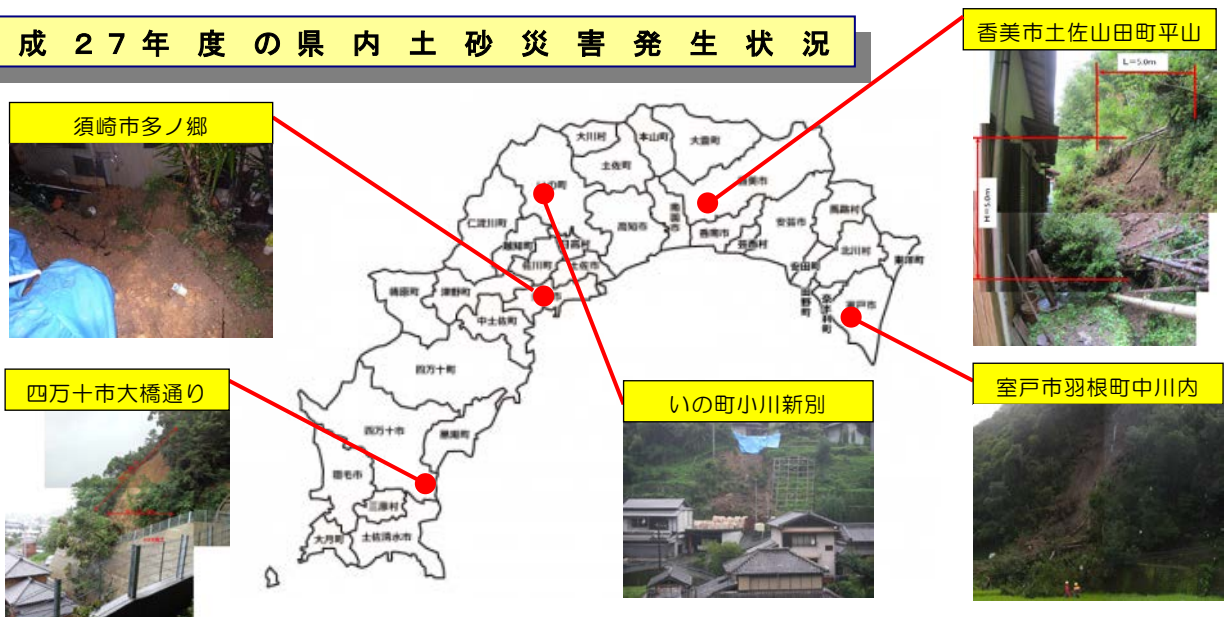 成27年度の県内土砂災害発生状況
香美市土佐山田町平山
L=5.0m
H=5.0m
須崎市多ノ郷
四万十市大橋通り
いの町小川新別
室戸市羽根町中川内
大川村
本山町
大豊町
土佐町
いの町
香美市
仁淀川町
高知市
南国市
安芸市
馬路村
越知町
日高村
香南市
芸西村
北川村
佐川町
土佐市
安田町
東洋町
梼原町
津野町
田野町
奈半利町
室戸市
中土佐町
四万十町
四万十市
黒潮町
宿毛市
三原村
大月町
土佐清水市